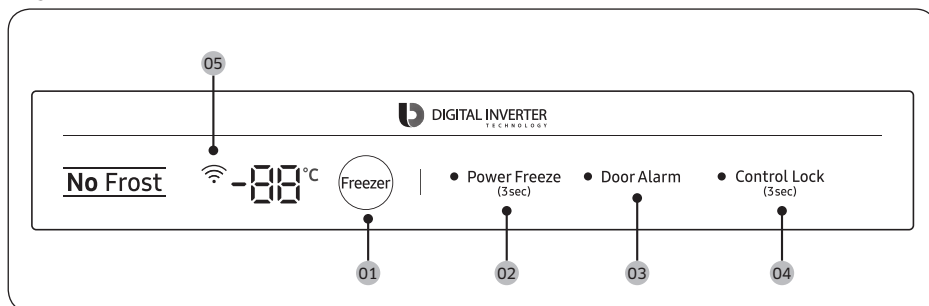 05
DIGITAL INVERTER
TECHNOLOGY
No Frost
-88°C
Freezer
Power Freeze
(3sec)
Door Alarm
Control Lock
(3sec)
01
02
03
04